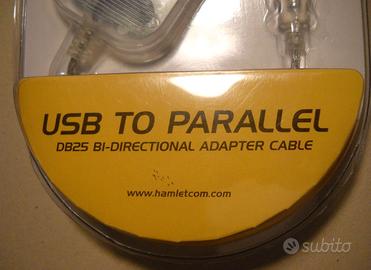 USB TO PARALLEL
DB25 BI-DIRECTIONAL ADAPTER CABLE
www.hamletcom.com
subito